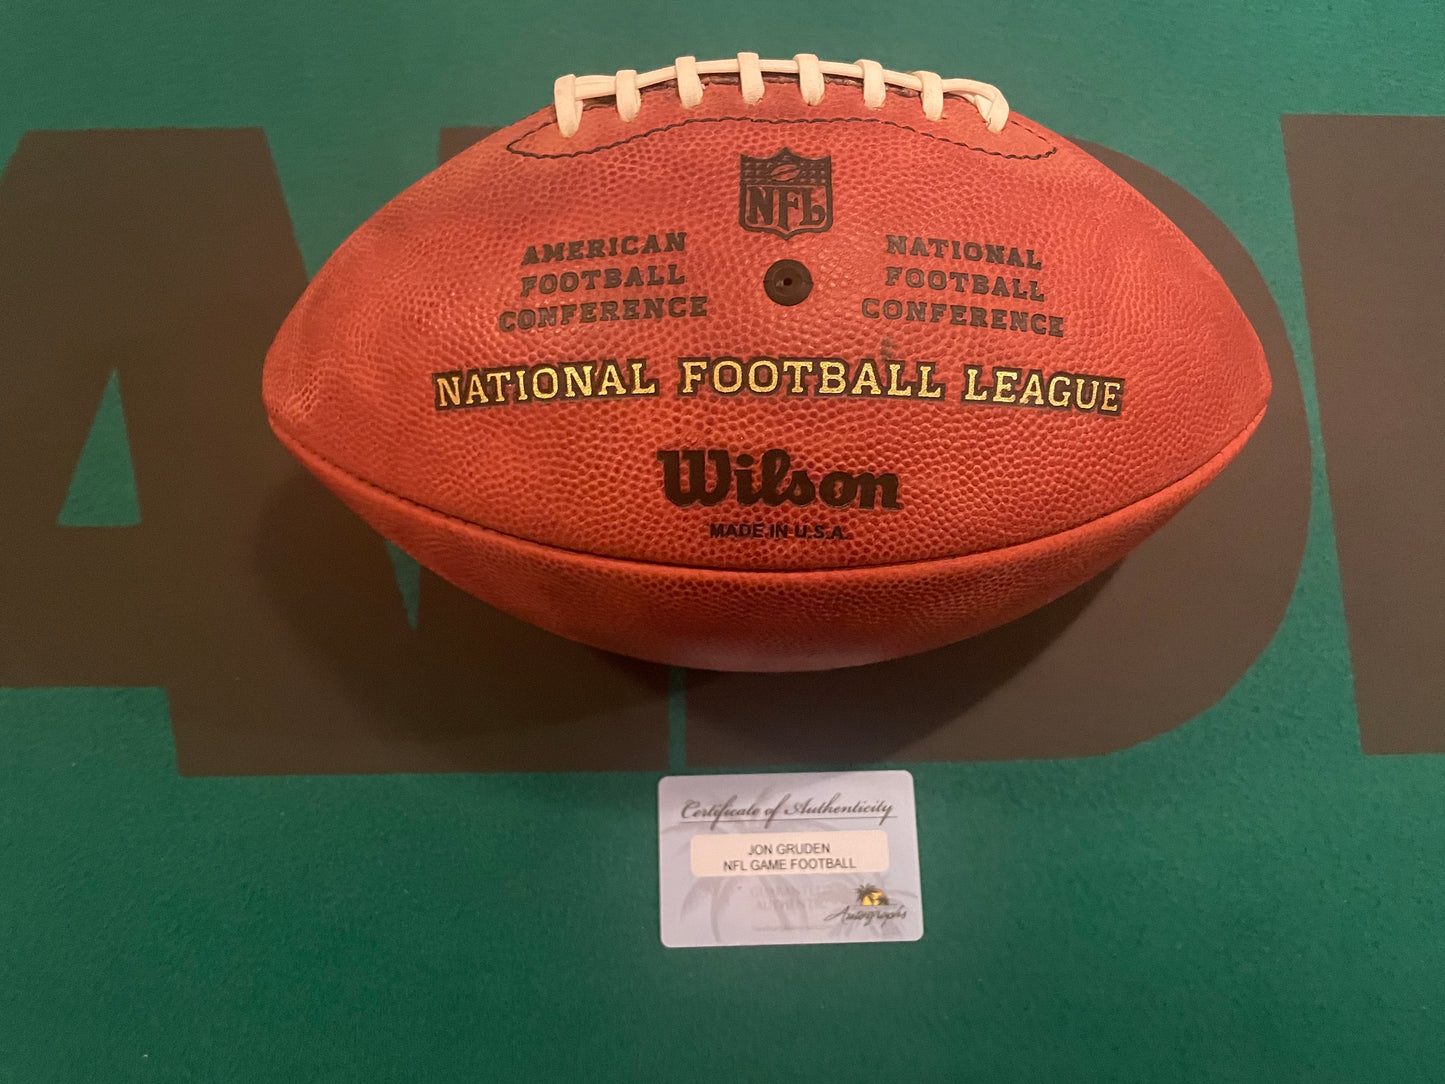 NFL
AMERICAN
FOOTBALL
CONFERENCE
NATIONAL
FOOTBALL
CONFERENCE
NATIONAL FOOTBALL LEAGUE
Wilson
MADE IN U.S.A.
Certificate of Authenticity
JON GRUDEN
NFL GAME FOOTBALL
Autographs